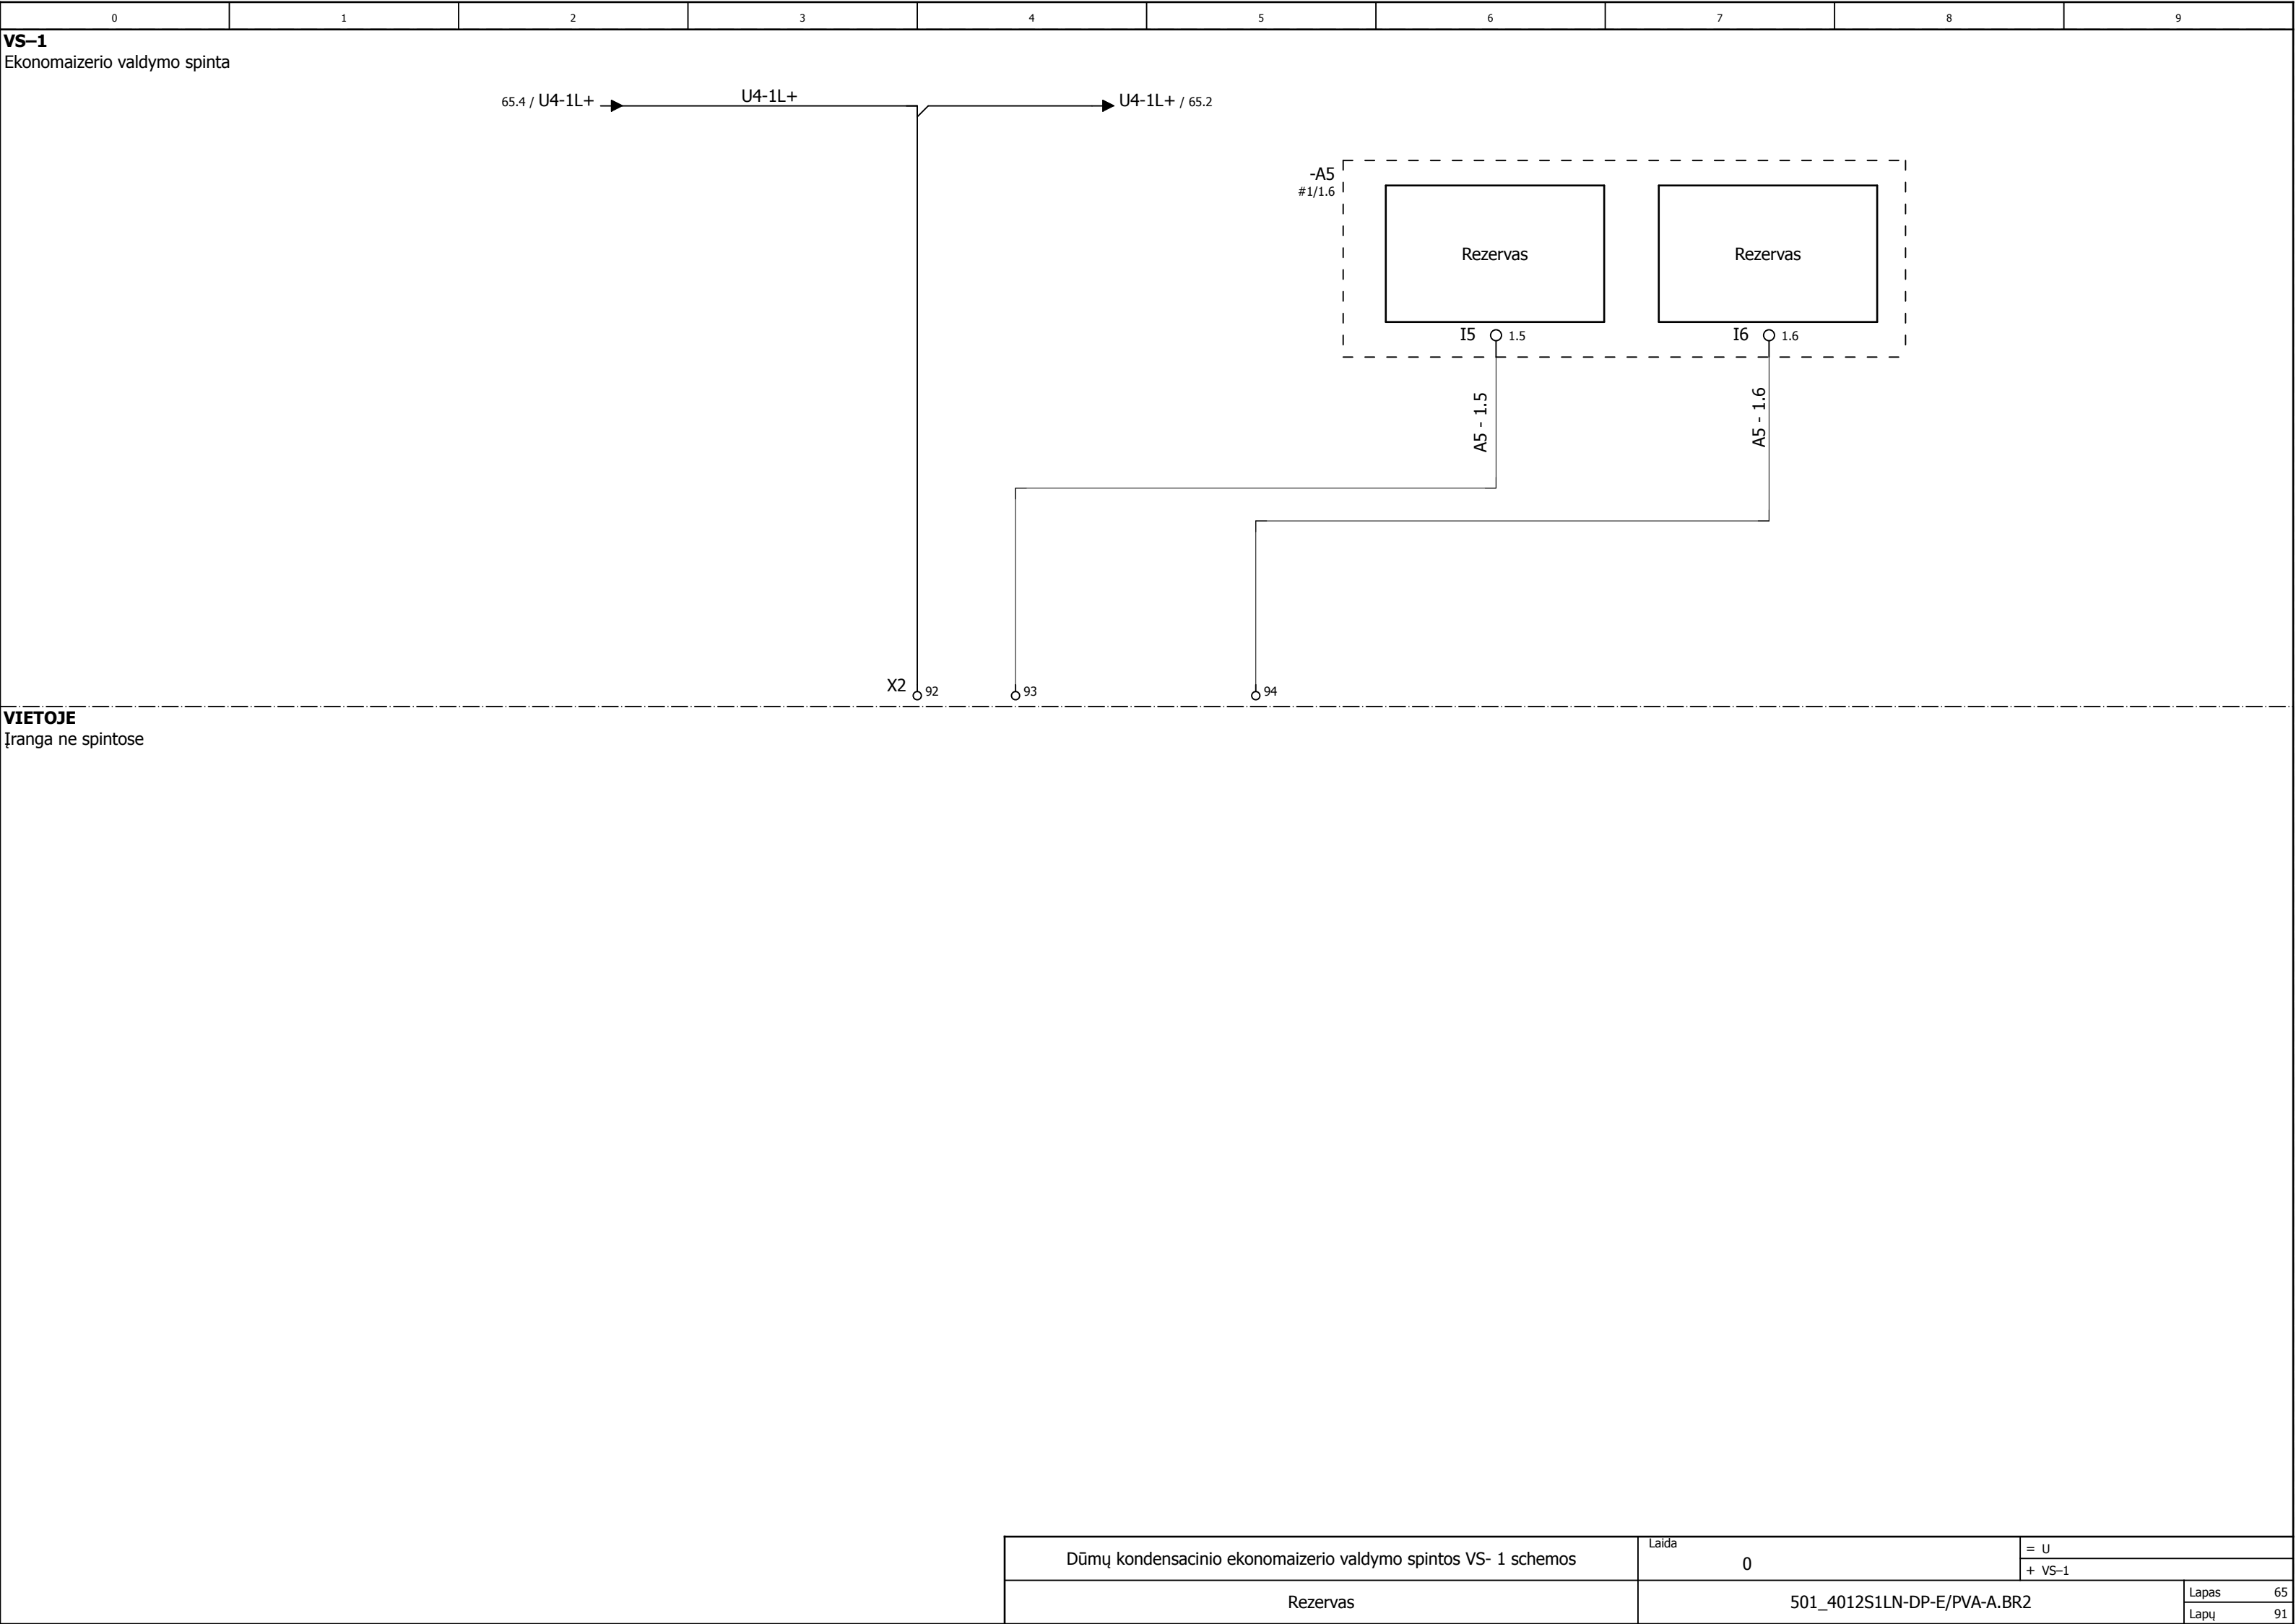 0 1 2 3 4 5 6 7 8 9
VS–1
Ekonomaizerio valdymo spinta
65.4 / U4-1L+ U4-1L+ U4-1L+ / 65.2
-A5
#1/1.6
Rezervas Rezervas
I5 1.5 I6 1.6
A5 - 1.5 A5 - 1.6
X2 92 93 94
VIETOJE
Įranga ne spintose
Dūmų kondensacinio ekonomaizerio valdymo spintos VS- 1 schemos
Laida
0
= U
+ VS–1
Rezervas
501_4012S1LN-DP-E/PVA-A.BR2
Lapas 65
Lapų 91